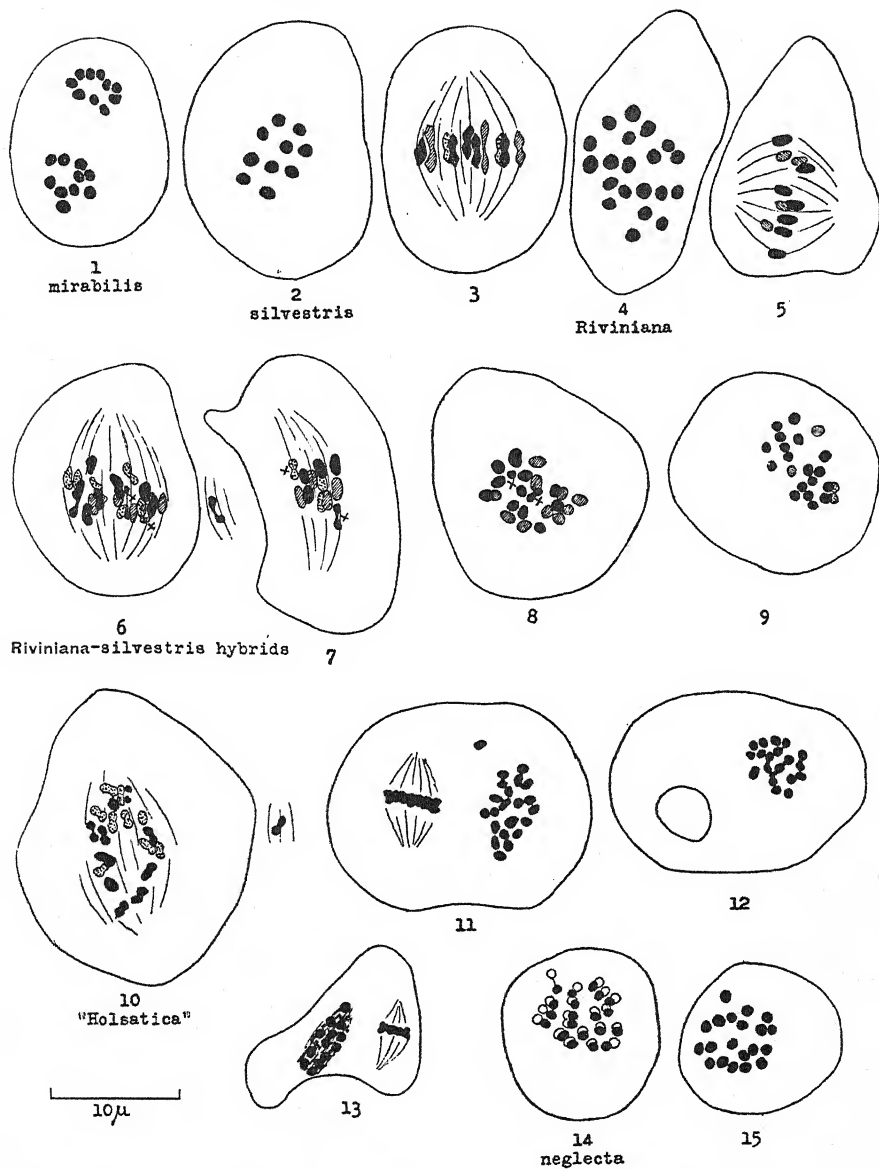 1
mirabilis
2
silvestris
3
4
Riviniana
5
6
Riviniana-silvestris hybrids
7
x
x
x
x
x
x
8
9
10
"Holsatica"
11
12
10μ
13
14
neglecta
15